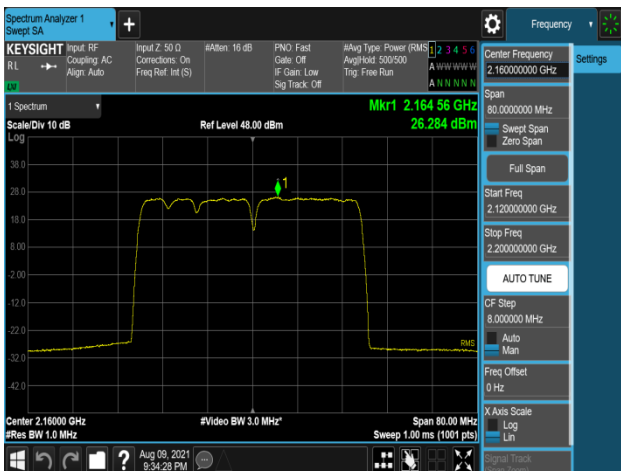 Spectrum Analyzer 1
Swept SA
Frequency
KEYSIGHT
RL
Input: RF
Coupling: AC
Align: Auto
Input Z: 50 Ω
Corrections: On
Freq Ref: Int (S)
#Atten: 16 dB
PNO: Fast
Gate: Off
IF Gain: Low
Sig Track: Off
#Avg Type: Power (RMS)
Avg|Hold: 500/500
Trig: Free Run
1 2 3 4 5 6
A W W W W W
A N N N N N
1 Spectrum
Scale/Div 10 dB
Log
Ref Level 48.00 dBm
Mkr1 2.164 56 GHz
26.284 dBm
38.0
28.0
18.0
8.00
-2.00
-12.0
-22.0
-32.0
-42.0
1
RMS
Center 2.16000 GHz
#Res BW 1.0 MHz
#Video BW 3.0 MHz*
Span 80.00 MHz
Sweep 1.00 ms (1001 pts)
Aug 09, 2021
9:34:28 PM
Center Frequency
2.160000000 GHz
Settings
Span
80.0000000 MHz
Swept Span
Zero Span
Full Span
Start Freq
2.120000000 GHz
Stop Freq
2.200000000 GHz
AUTO TUNE
CF Step
8.000000 MHz
Auto
Man
Freq Offset
0 Hz
X Axis Scale
Log
Lin
Signal Track